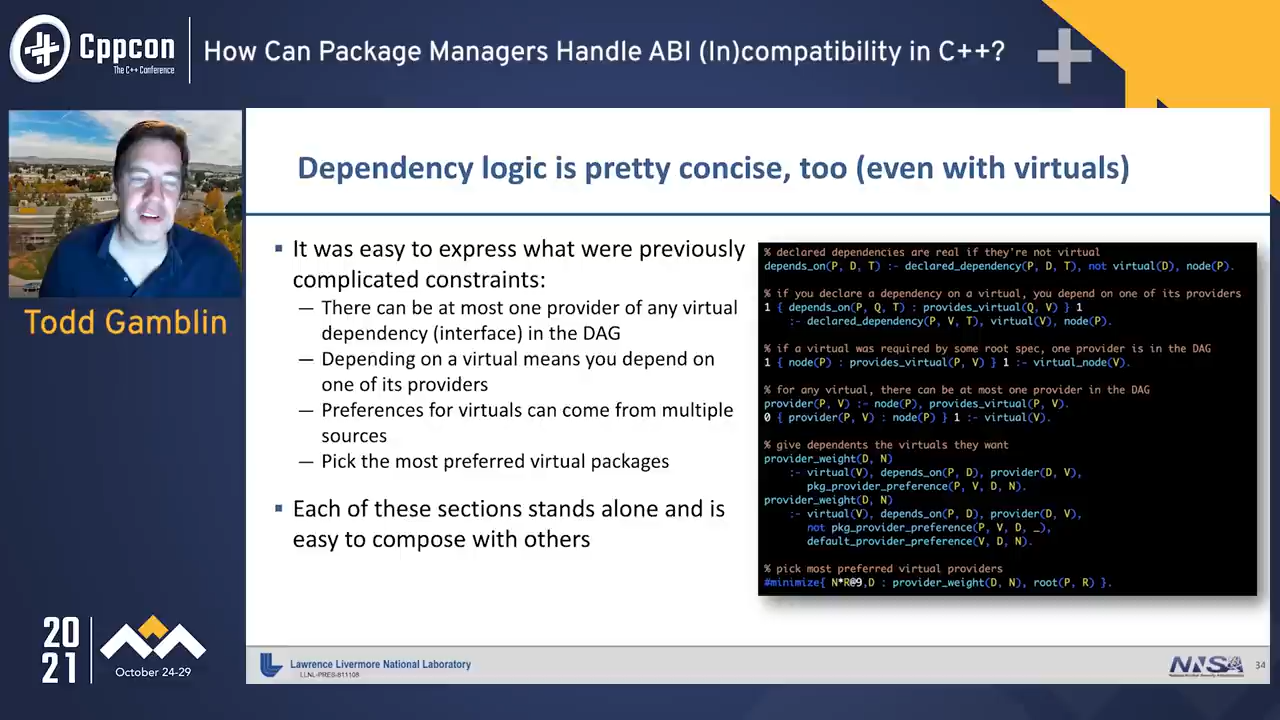 Cppcon
The C++ Conference
How Can Package Managers Handle ABI (In)compatibility in C++?
Todd Gamblin
Dependency logic is pretty concise, too (even with virtuals)
▪ It was easy to express what were previously
complicated constraints:
— There can be at most one provider of any virtual
dependency (interface) in the DAG
— Depending on a virtual means you depend on
one of its providers
— Preferences for virtuals can come from multiple
sources
— Pick the most preferred virtual packages
▪ Each of these sections stands alone and is
easy to compose with others
% declared dependencies are real if they're not virtual
depends_on(P, D, T) :- declared_dependency(P, D, T), not virtual(D), node(P).
% if you declare a dependency on a virtual, you depend on one of its providers
1 { depends_on(P, Q, T) : provides_virtual(Q, V) } 1
:- declared_dependency(P, V, T), virtual(V), node(P).
% if a virtual was required by some root spec, one provider is in the DAG
1 { node(P) : provides_virtual(P, V) } 1 :- virtual_node(V).
% for any virtual, there can be at most one provider in the DAG
provider(P, V) :- node(P), provides_virtual(P, V).
0 { provider(P, V) : node(P) } 1 :- virtual(V).
% give dependents the virtuals they want
provider_weight(D, N)
:- virtual(V), depends_on(P, D), provider(D, V),
pkg_provider_preference(P, V, D, N).
provider_weight(D, N)
:- virtual(V), depends_on(P, D), provider(D, V),
not pkg_provider_preference(P, V, D, _),
default_provider_preference(V, D, N).
% pick most preferred virtual providers
#minimize{ N*R@9,D : provider_weight(D, N), root(P, R) }.
20
21
October 24-29
Lawrence Livermore National Laboratory
LLNL-PRES-811108
NNSA
34